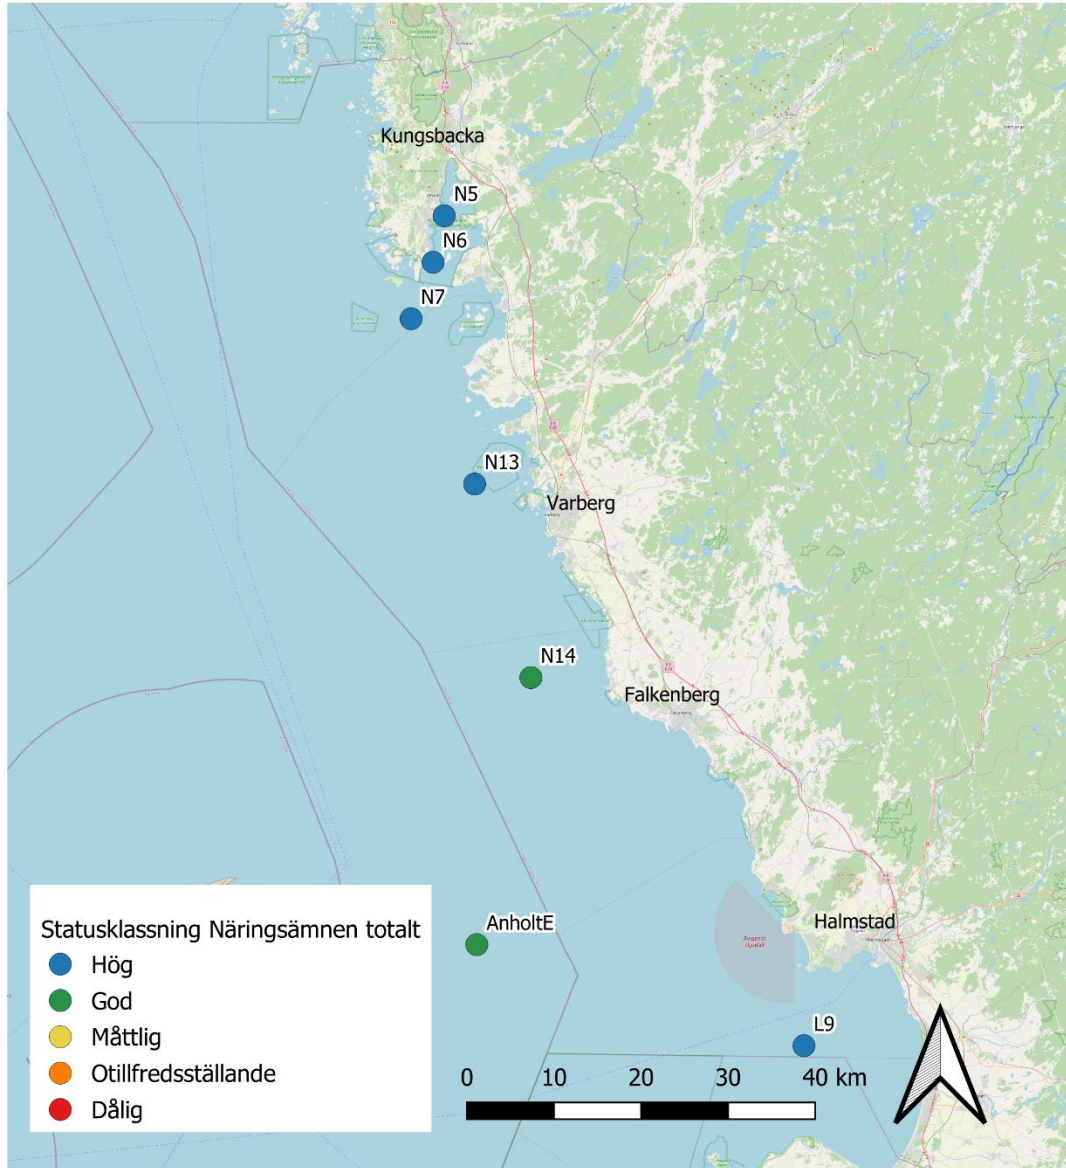 Kungsbacka
N5
N6
N7
N13
Varberg
N14
Falkenberg
Statusklassning Näringsämnen totalt
Hög
God
Måttlig
Otillfredsställande
Dålig
AnholtE
Halmstad
Halmstad
L9
0 10 20 30 40 km